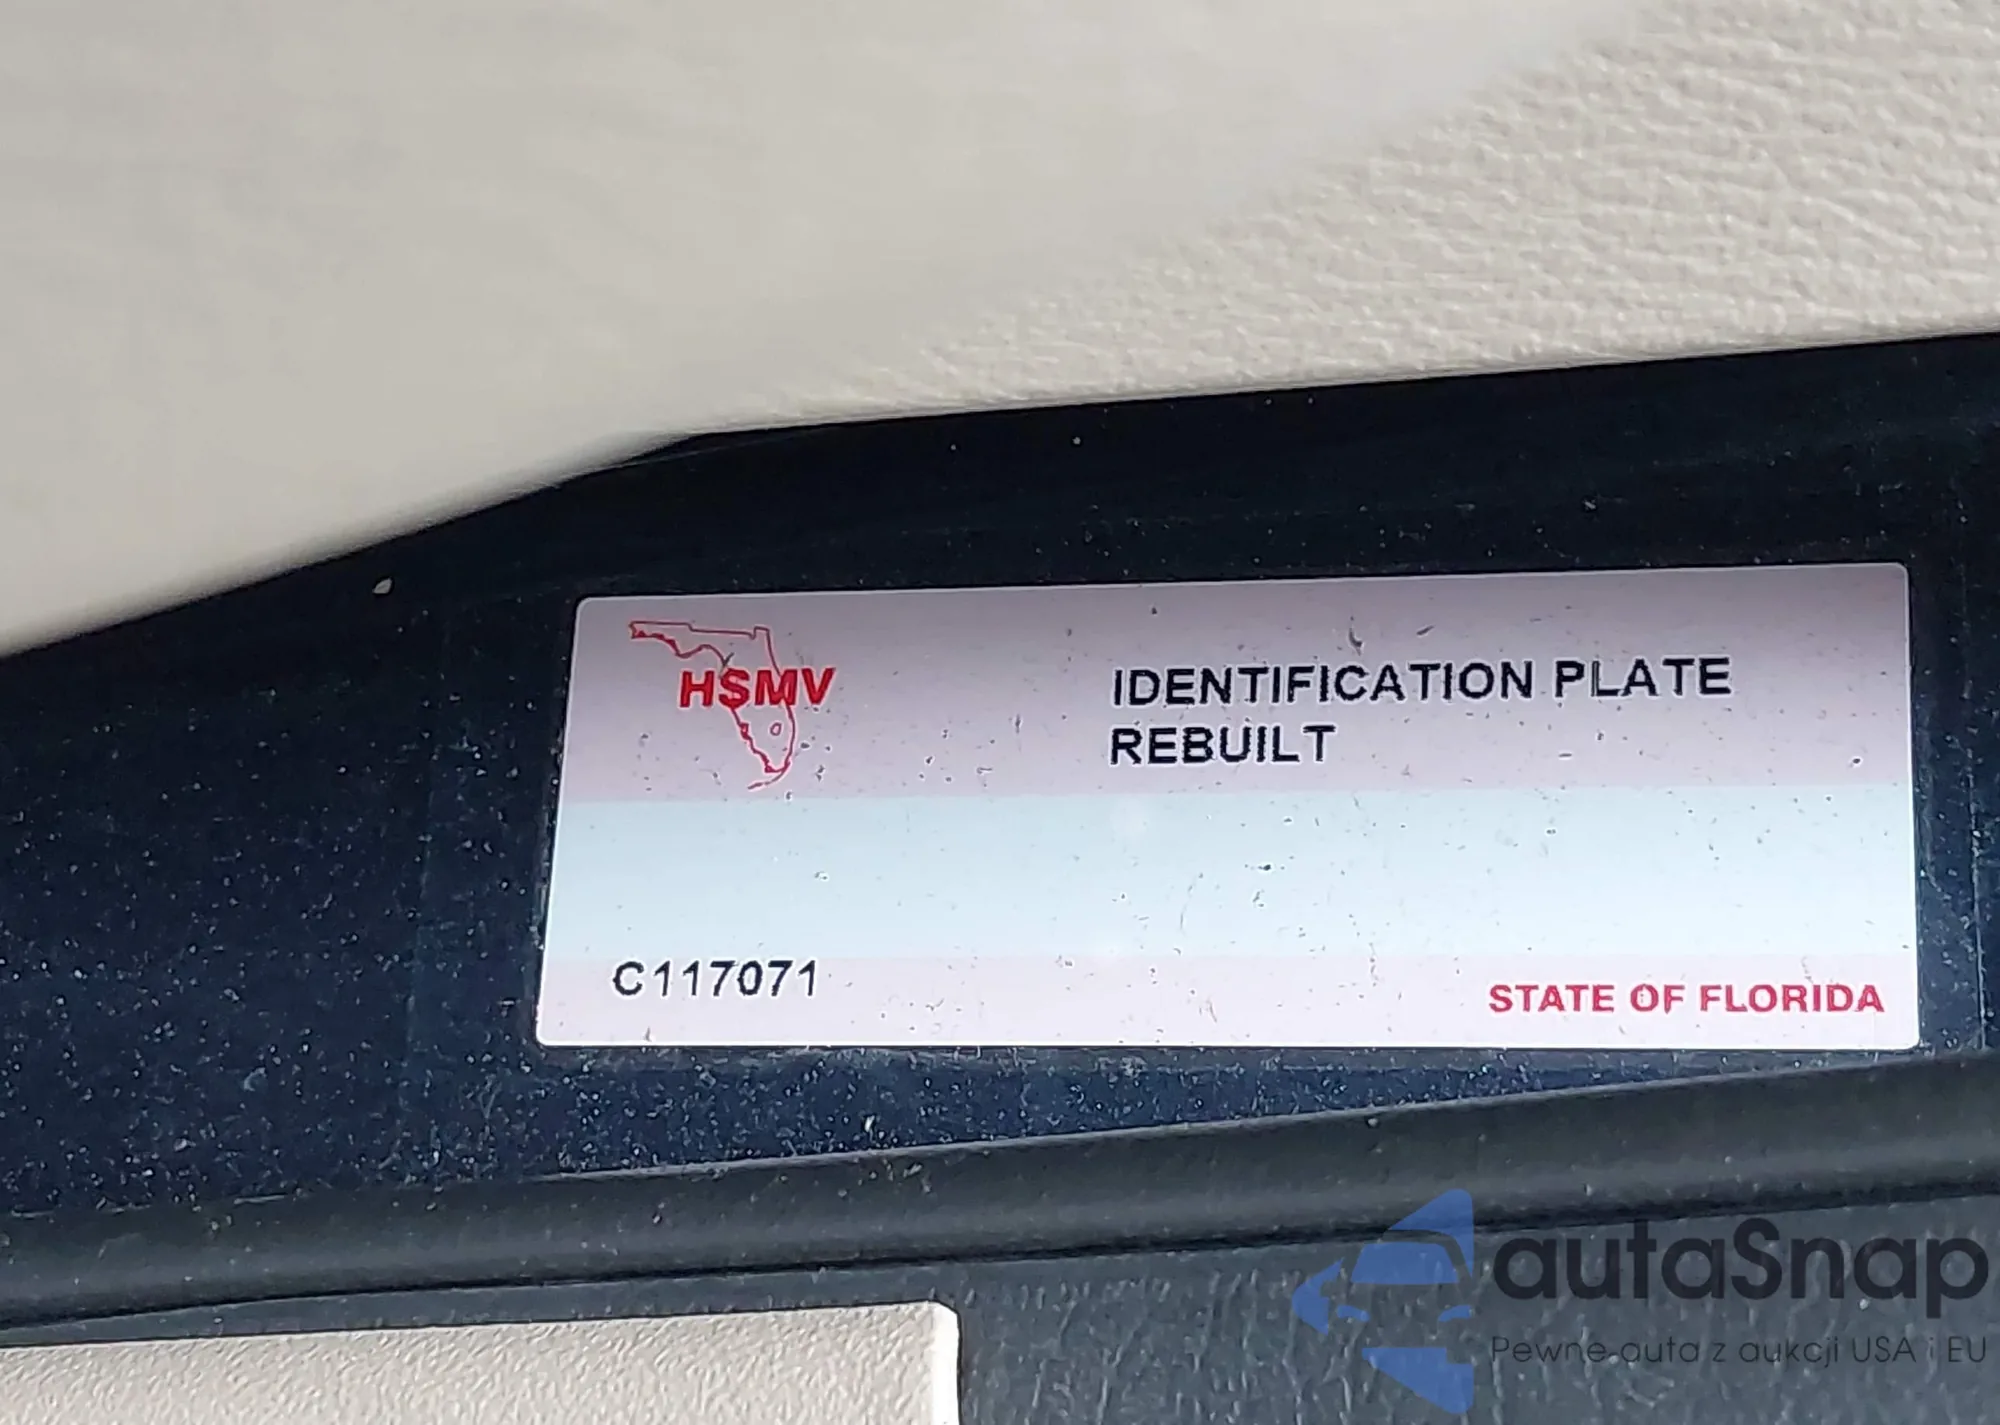 HSMV
IDENTIFICATION PLATE
REBUILT
C117071
STATE OF FLORIDA
autaSnap
Pewne auta z aukcji USA i EU